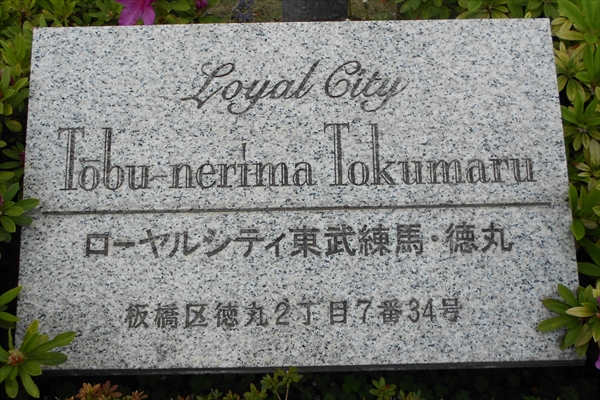 Loyal City
Tobu-nerima Tokumaru
ローヤルシティ東武練馬・徳丸
板橋区徳丸2丁目7番34号